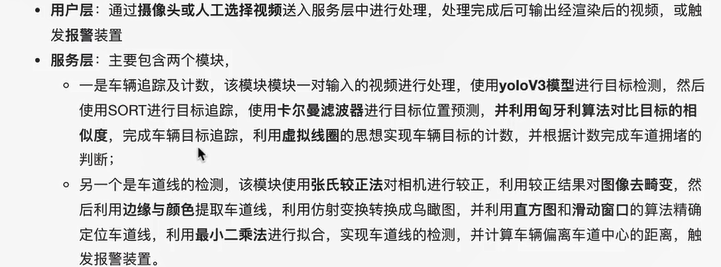 用户层：通过摄像头或人工选择视频送入服务层中进行处理，处理完成后可输出经渲染后的视频，或触
发报警装置
服务层：主要包含两个模块，
一是车辆追踪及计数，该模块模块一对输入的视频进行处理，使用yoloV3模型进行目标检测，然后
使用SORT进行目标追踪，使用卡尔曼滤波器进行目标位置预测，并利用匈牙利算法对比目标的相
似度，完成车辆目标追踪，利用虚拟线圈的思想实现车辆目标的计数，并根据计数完成车道拥堵的
判断；
另一个是车道线的检测，该模块使用张氏较正法对相机进行较正，利用较正结果对图像去畸变，然
后利用边缘与颜色提取车道线，利用仿射变换转换成鸟瞰图，并利用直方图和滑动窗口的算法精确
定位车道线，利用最小二乘法进行拟合，实现车道线的检测，并计算车辆偏离车道中心的距离，触
发报警装置。